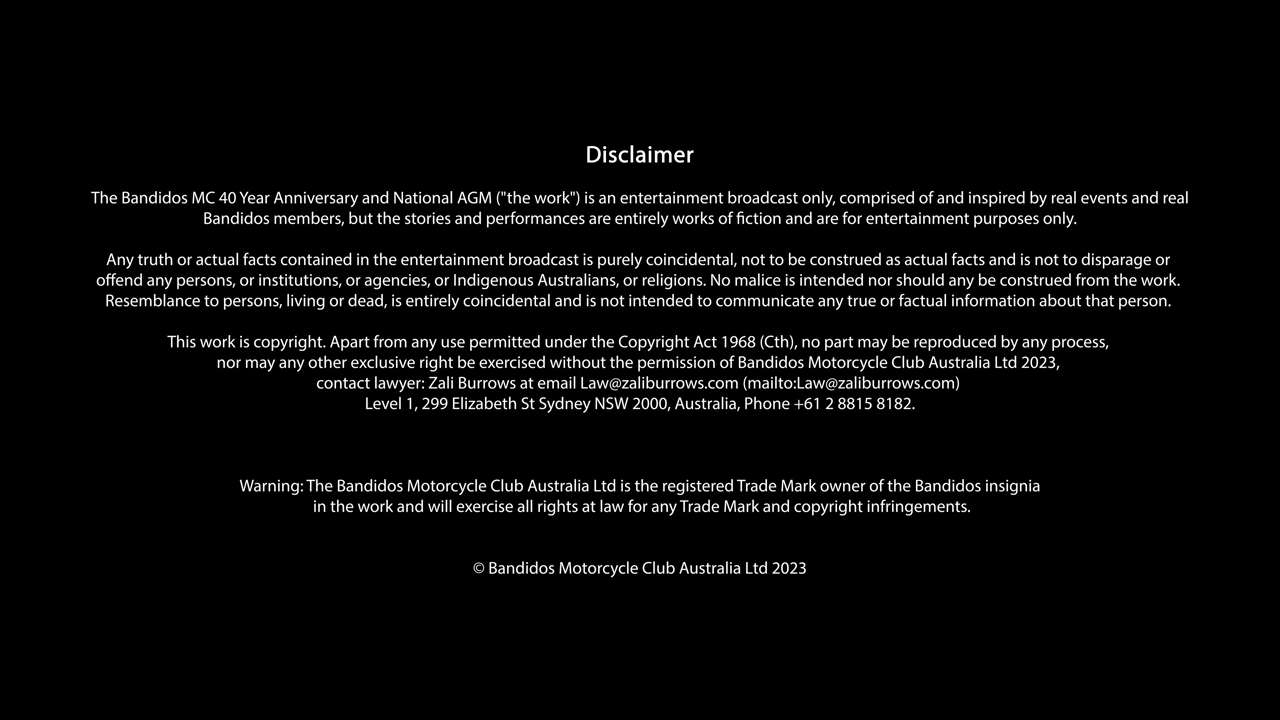 Disclaimer
The Bandidos MC 40 Year Anniversary and National AGM ("the work") is an entertainment broadcast only, comprised of and inspired by real events and real
Bandidos members, but the stories and performances are entirely works of fiction and are for entertainment purposes only.
Any truth or actual facts contained in the entertainment broadcast is purely coincidental, not to be construed as actual facts and is not to disparage or
offend any persons, or institutions, or agencies, or Indigenous Australians, or religions. No malice is intended nor should any be construed from the work.
Resemblance to persons, living or dead, is entirely coincidental and is not intended to communicate any true or factual information about that person.
This work is copyright. Apart from any use permitted under the Copyright Act 1968 (Cth), no part may be reproduced by any process,
nor may any other exclusive right be exercised without the permission of Bandidos Motorcycle Club Australia Ltd 2023,
contact lawyer: Zali Burrows at email Law@zaliburrows.com (mailto:Law@zaliburrows.com)
Level 1, 299 Elizabeth St Sydney NSW 2000, Australia, Phone +61 2 8815 8182.
Warning: The Bandidos Motorcycle Club Australia Ltd is the registered Trade Mark owner of the Bandidos insignia
in the work and will exercise all rights at law for any Trade Mark and copyright infringements.
© Bandidos Motorcycle Club Australia Ltd 2023